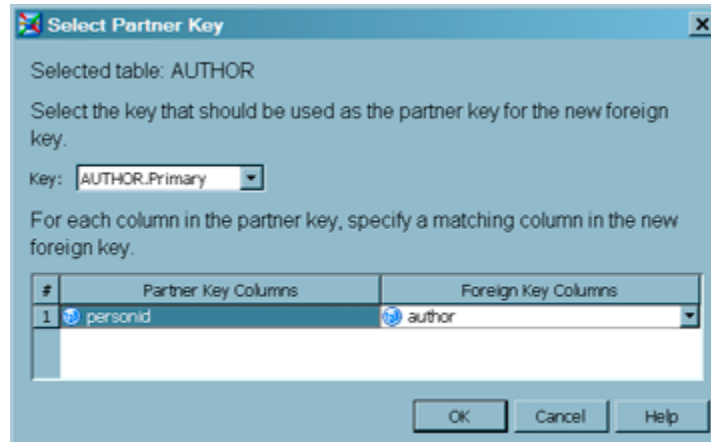 Select Partner Key
Selected table: AUTHOR
Select the key that should be used as the partner key for the new foreign
key.
Key: AUTHOR.Primary
For each column in the partner key, specify a matching column in the new
foreign key.
# Partner Key Columns Foreign Key Columns
1 personid author
OK Cancel Help